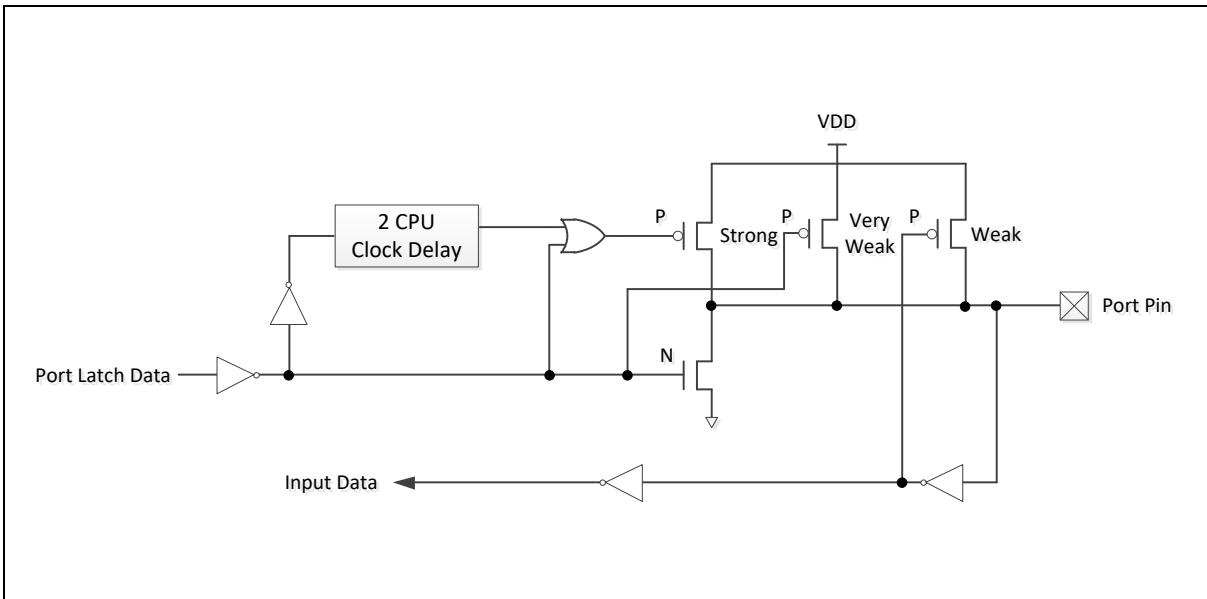 VDD
2 CPU
Clock Delay
P
Strong
P
Very
Weak
P
Weak
Port Pin
N
Port Latch Data
Input Data